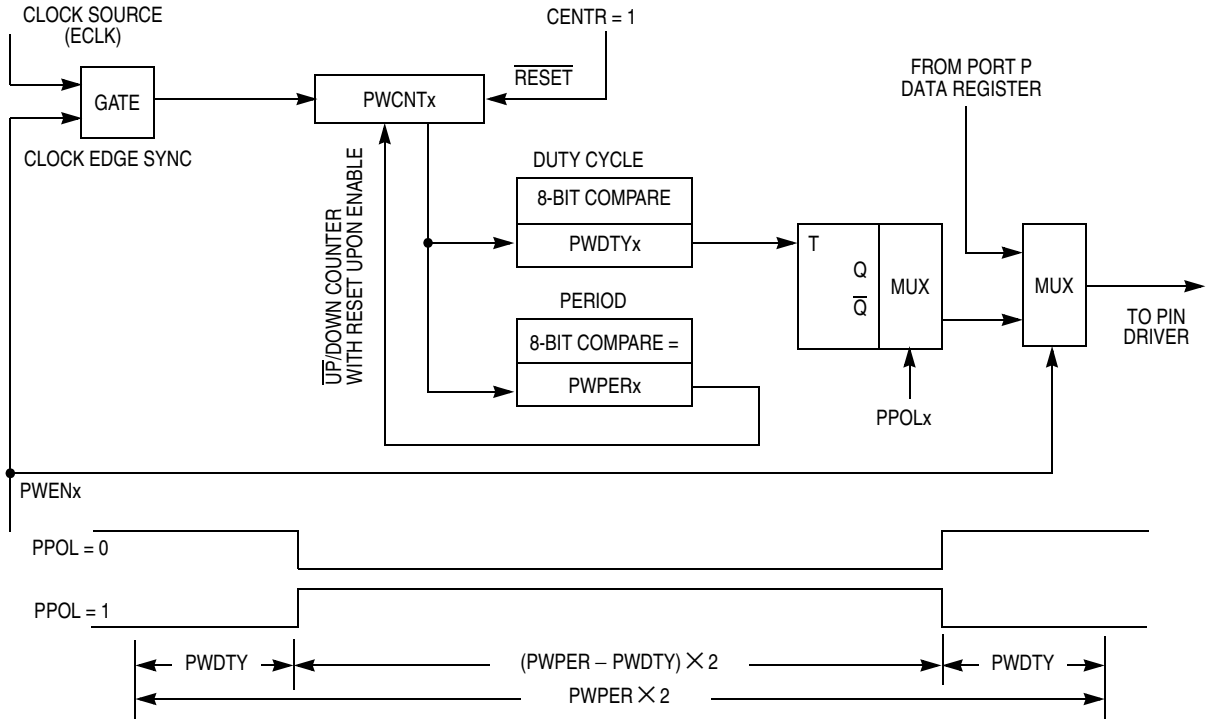 CLOCK SOURCE
(ECLK)
CENTR = 1
RESET
FROM PORT P
DATA REGISTER
GATE
PWCNTx
CLOCK EDGE SYNC
UP/DOWN COUNTER
WITH RESET UPON ENABLE
DUTY CYCLE
8-BIT COMPARE
PWDTYx
T
Q
Q
MUX
MUX
PERIOD
8-BIT COMPARE =
PWPERx
TO PIN
DRIVER
PPOLx
PWENx
PPOL = 0
PPOL = 1
PWDTY
(PWPER – PWDTY) × 2
PWDTY
PWPER × 2